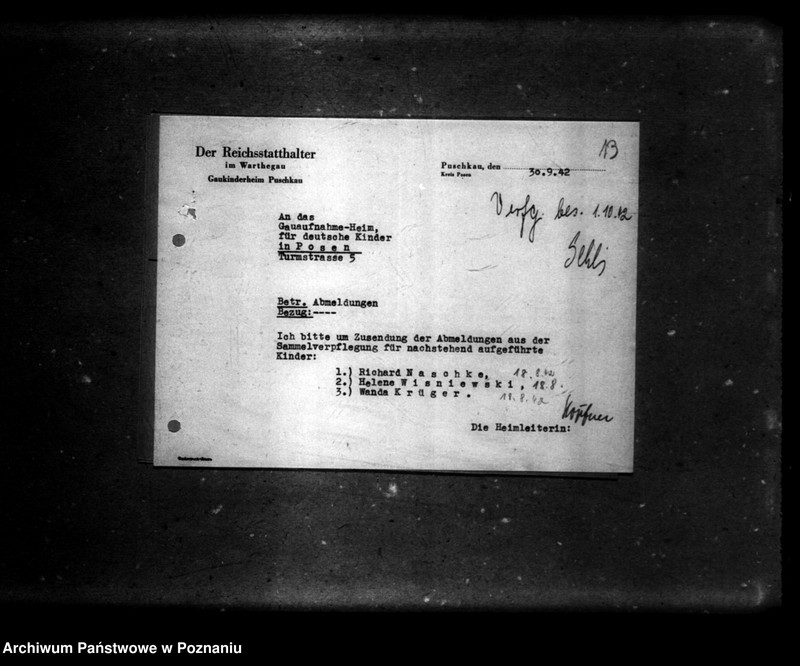 13
Der Reichsstatthalter
im Warthegau
Gaukinderheim Puschkau
Puschkau, den 30.9.42
Kreis Posen
Verfg. bes. 1.10.42
An das
Gauaufnahme-Heim,
für deutsche Kinder
in P o s e n
Turmstrasse 5
Betr. Abmeldungen
Bezug:----
Ich bitte um Zusendung der Abmeldungen aus der
Sammelverpflegung für nachstehend aufgeführte
Kinder:
1.) Richard N a s c h k e, 18.8.42
2.) Helene W i s n i e w s k i, 18.8.
3.) Wanda K r ü g e r. 18.8.42
Die Heimleiterin:
Archiwum Państwowe w Poznaniu